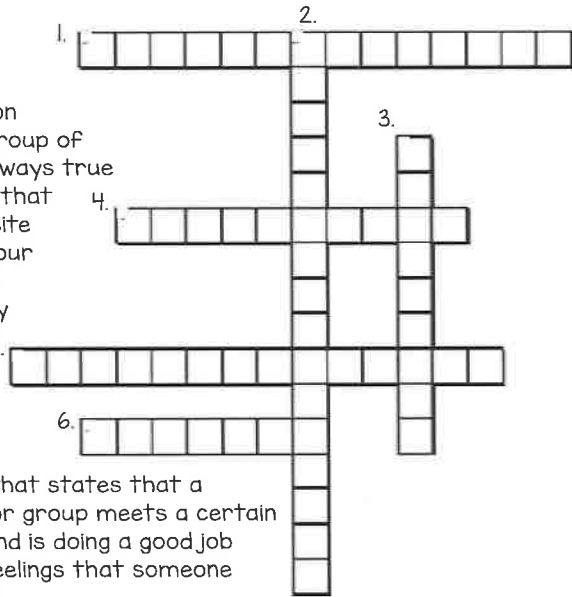 2.
1.
on
roup of
3.
ways true
that
4.
ite
our
y
.
6.
hat states that a
or group meets a certain
nd is doing a good job
eelings that someone